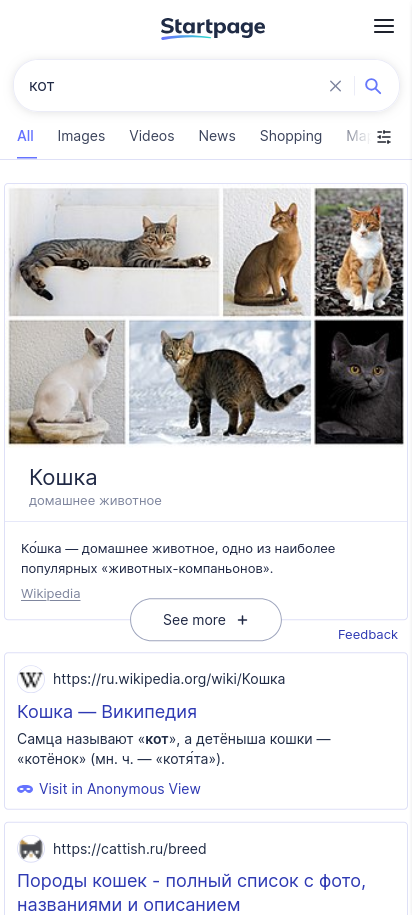 Startpage
кот
All Images Videos News Shopping
Кошка
домашнее животное
Ко́шка — домашнее животное, одно из наиболее
популярных «животных-компаньонов».
Wikipedia
See more +
Feedback
https://ru.wikipedia.org/wiki/Кошка
Кошка — Википедия
Самца называют «кот», а детёныша кошки —
«котёнок» (мн. ч. — «котя́та»).
Visit in Anonymous View
https://cattish.ru/breed
Породы кошек - полный список с фото,
названиями и описанием